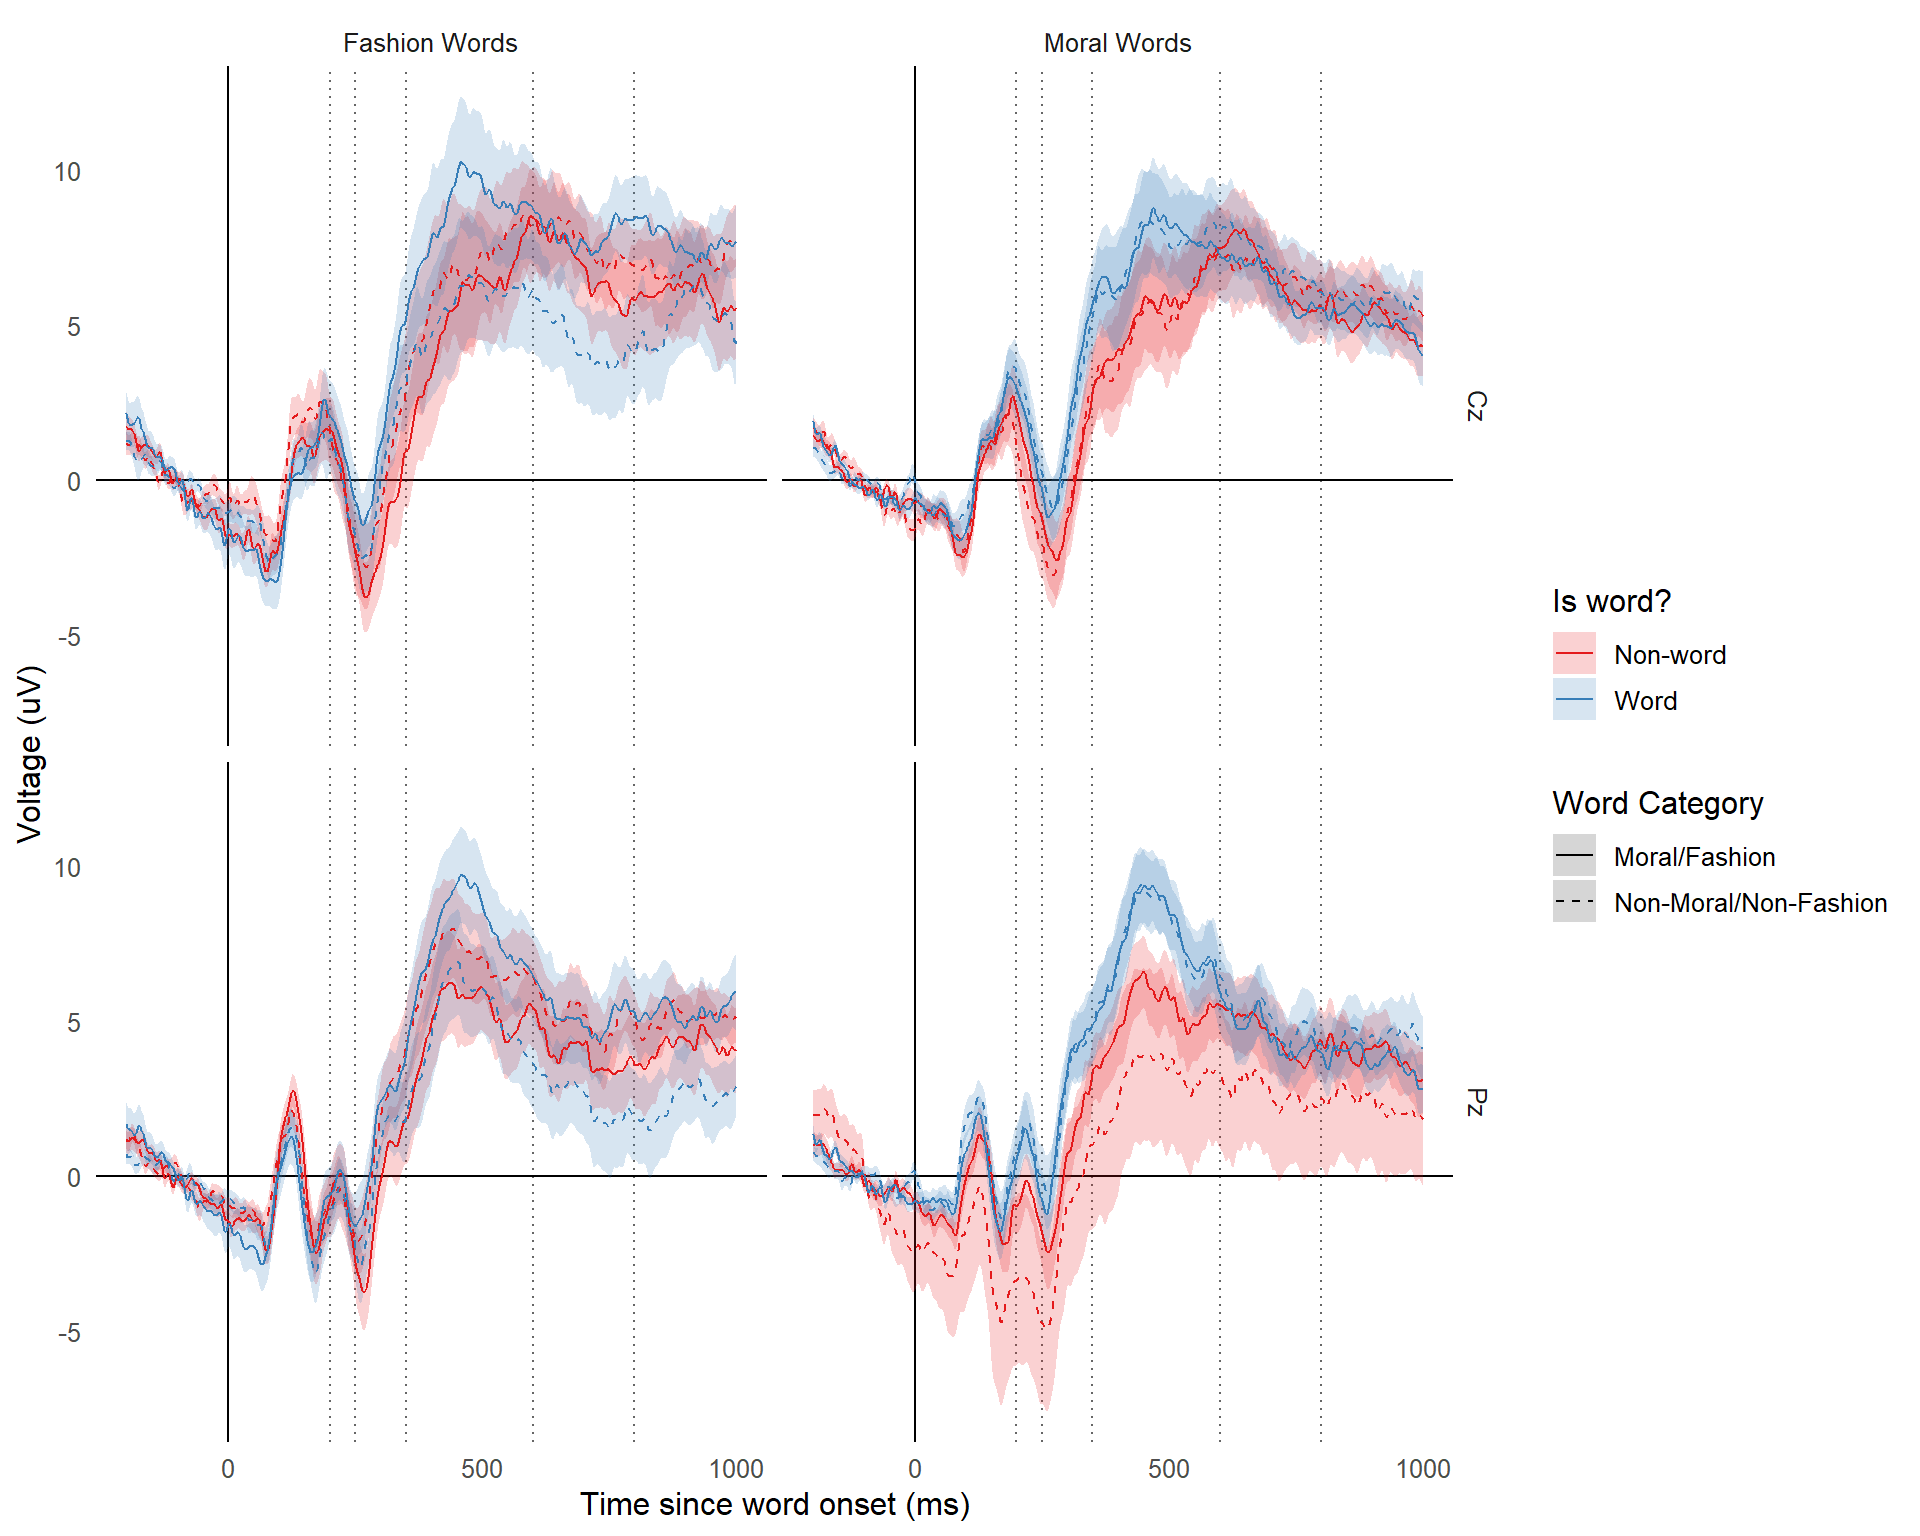 Fashion Words
Moral Words
10
5
0
-5
Cz
10
5
0
-5
Pz
0
500
1000
0
500
1000
Time since word onset (ms)
Voltage (uV)
Is word?
Non-word
Word
Word Category
Moral/Fashion
Non-Moral/Non-Fashion